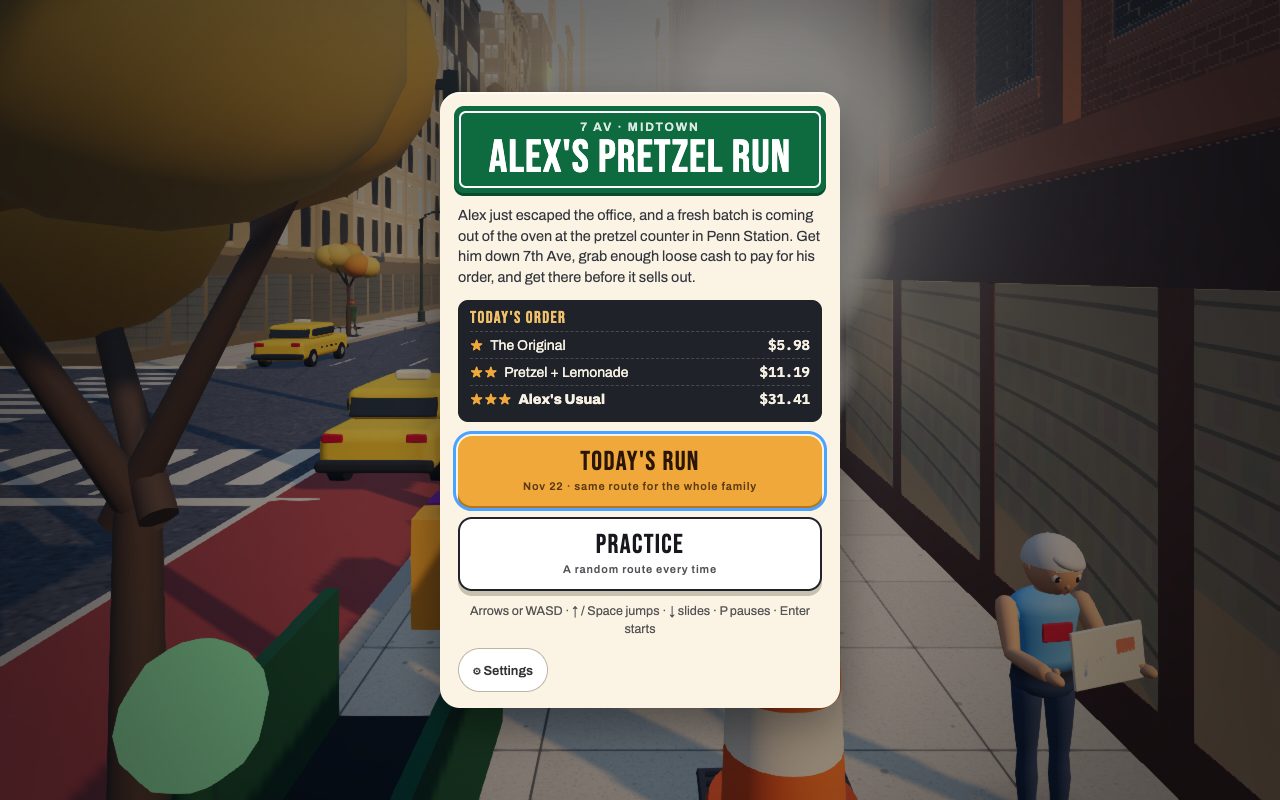 7 AV · MIDTOWN
ALEX'S PRETZEL RUN
Alex just escaped the office, and a fresh batch is coming
out of the oven at the pretzel counter in Penn Station. Get
him down 7th Ave, grab enough loose cash to pay for his
order, and get there before it sells out.
TODAY'S ORDER
★ The Original $5.98
★★ Pretzel + Lemonade $11.19
★★★ Alex's Usual $31.41
TODAY'S RUN
Nov 22 · same route for the whole family
PRACTICE
A random route every time
Arrows or WASD · ↑ / Space jumps · ↓ slides · P pauses · Enter
starts
⚙ Settings